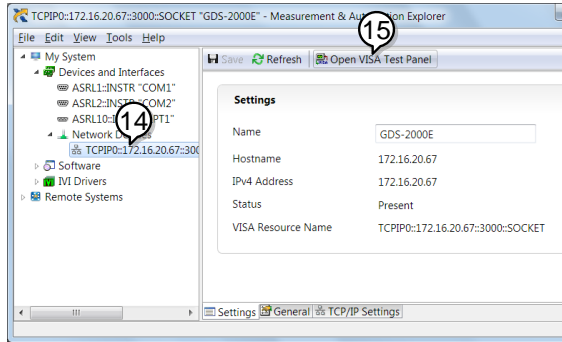 TCPIP0::172.16.20.67::3000::SOCKET "GDS-2000E" - Measurement & Explorer
15
File Edit View Tools Help
My System
Save Refresh Open VISA Test Panel
Devices and Interfaces
ASRL1::INSTR "COM1"
ASRL2::INSTR "COM2"
ASRL10:: "
14
Network
TCPIP0::172.16.20.67::300
Software
IVI Drivers
Remote Systems
Settings
Name GDS-2000E
Hostname 172.16.20.67
IPv4 Address 172.16.20.67
Status Present
VISA Resource Name TCPIP0::172.16.20.67::3000::SOCKET
Settings General TCP/IP Settings